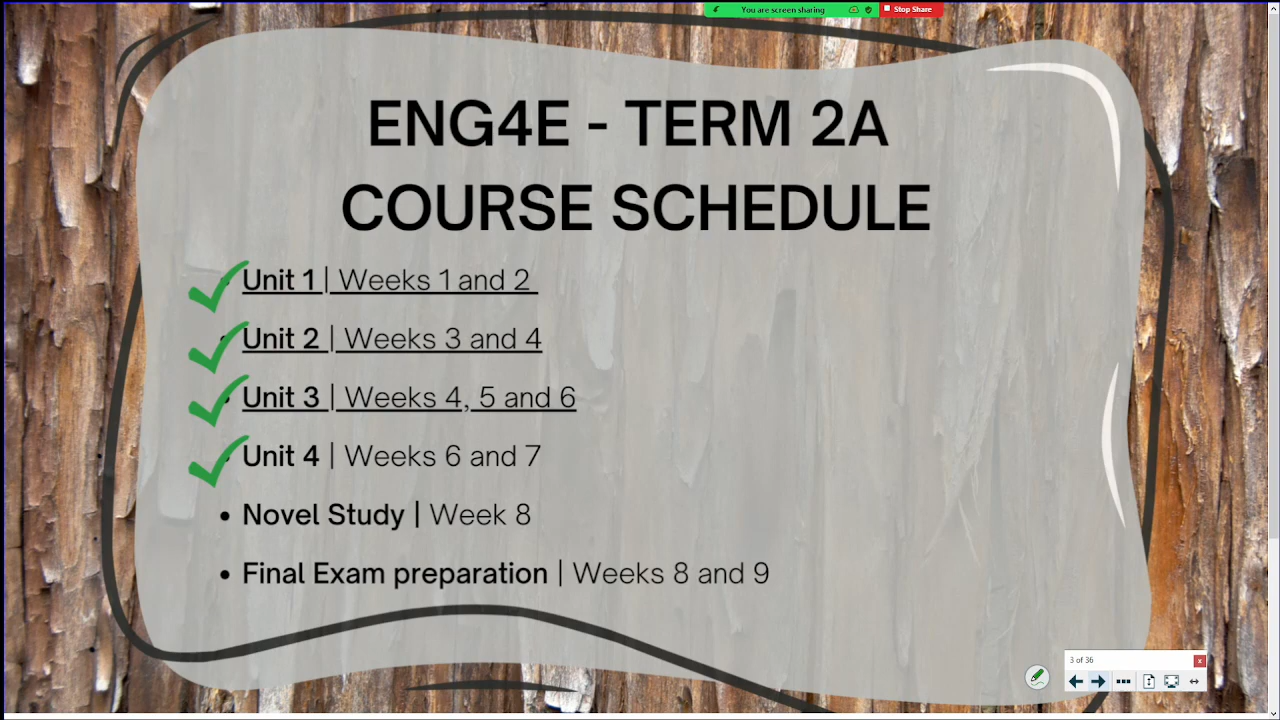 You are screen sharing
Stop Share
ENG4E - TERM 2A
COURSE SCHEDULE
Unit 1 | Weeks 1 and 2
Unit 2 | Weeks 3 and 4
Unit 3 | Weeks 4, 5 and 6
Unit 4 | Weeks 6 and 7
• Novel Study | Week 8
• Final Exam preparation | Weeks 8 and 9
3 of 36